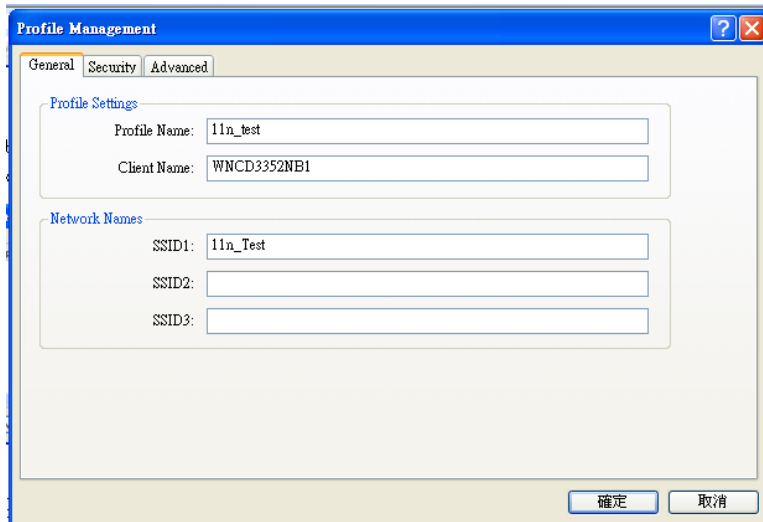 Profile Management
General Security Advanced
Profile Settings
Profile Name: 11n_test
Client Name: WNCD3352NB1
Network Names
SSID1: 11n_Test
SSID2:
SSID3:
確定 取消